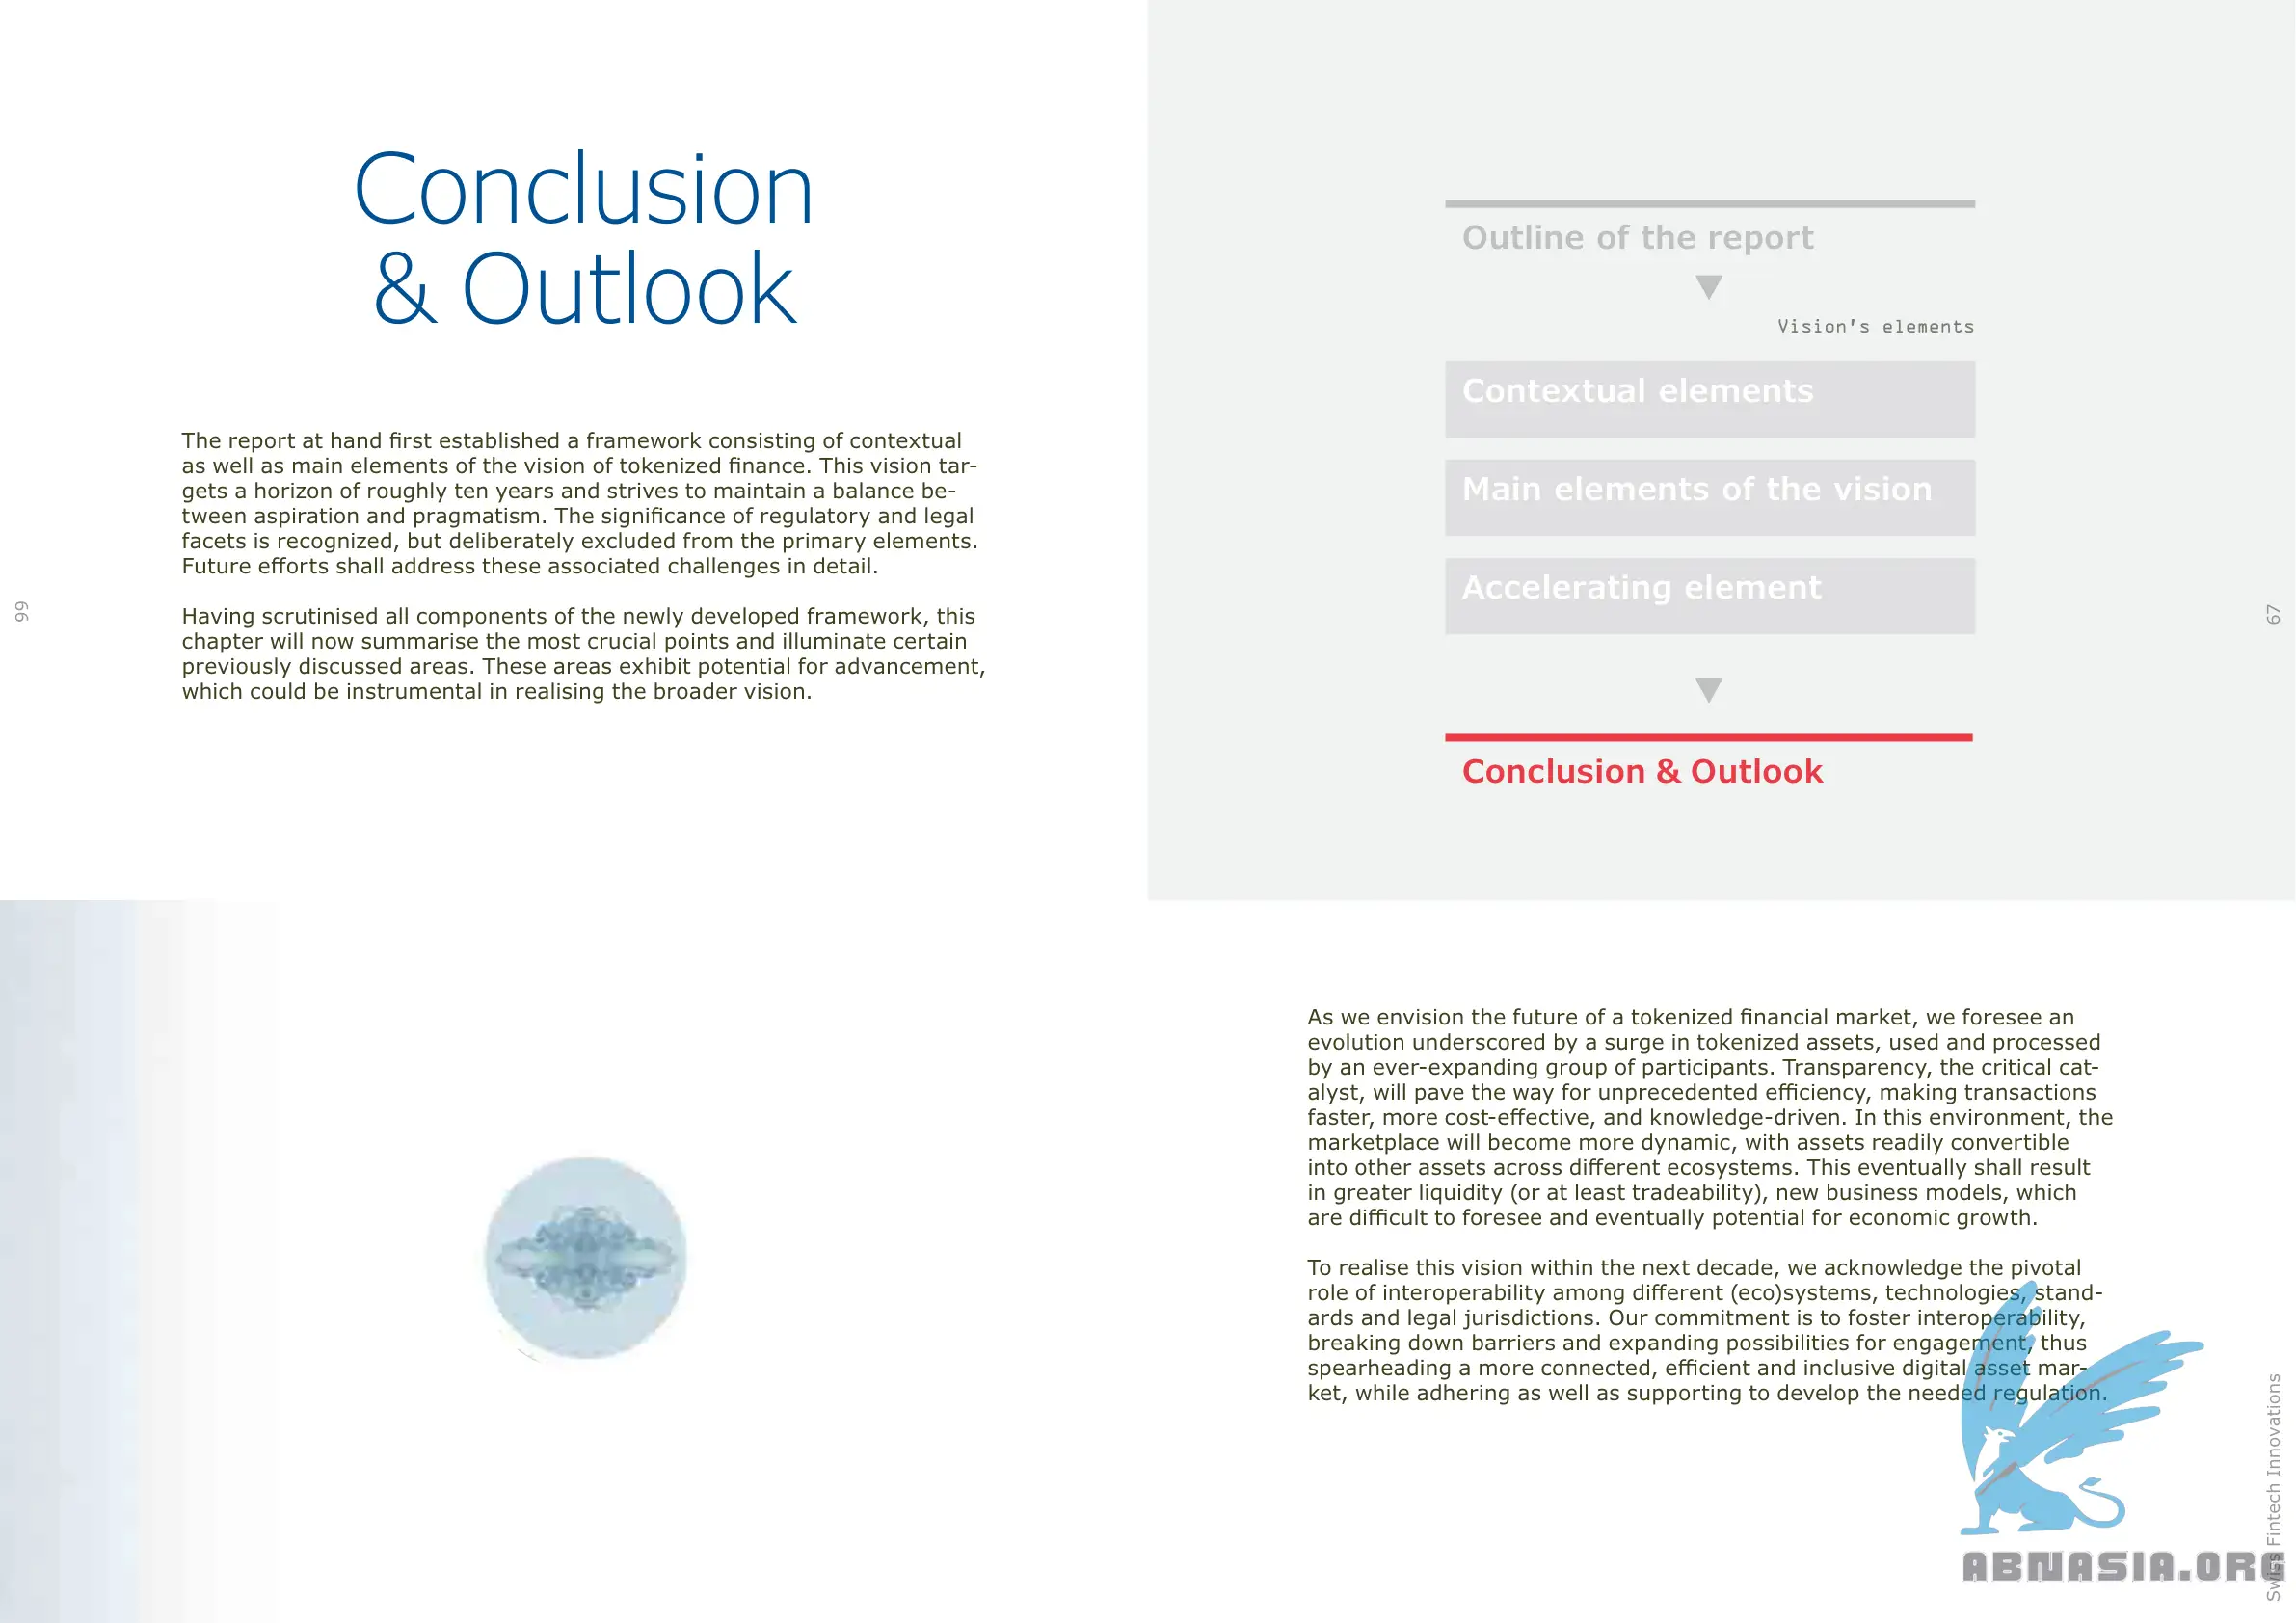 Conclusion
& Outlook
The report at hand first established a framework consisting of contextual
as well as main elements of the vision of tokenized finance. This vision tar-
gets a horizon of roughly ten years and strives to maintain a balance be-
tween aspiration and pragmatism. The significance of regulatory and legal
facets is recognized, but deliberately excluded from the primary elements.
Future efforts shall address these associated challenges in detail.
Having scrutinised all components of the newly developed framework, this
chapter will now summarise the most crucial points and illuminate certain
previously discussed areas. These areas exhibit potential for advancement,
which could be instrumental in realising the broader vision.
66
Outline of the report
Vision's elements
Contextual elements
Main elements of the vision
Accelerating element
Conclusion & Outlook
67
As we envision the future of a tokenized financial market, we foresee an
evolution underscored by a surge in tokenized assets, used and processed
by an ever-expanding group of participants. Transparency, the critical cat-
alyst, will pave the way for unprecedented efficiency, making transactions
faster, more cost-effective, and knowledge-driven. In this environment, the
marketplace will become more dynamic, with assets readily convertible
into other assets across different ecosystems. This eventually shall result
in greater liquidity (or at least tradeability), new business models, which
are difficult to foresee and eventually potential for economic growth.
To realise this vision within the next decade, we acknowledge the pivotal
role of interoperability among different (eco)systems, technologies, stand-
ards and legal jurisdictions. Our commitment is to foster interoperability,
breaking down barriers and expanding possibilities for engagement, thus
spearheading a more connected, efficient and inclusive digital asset mar-
ket, while adhering as well as supporting to develop the needed regulation.
Swiss Fintech Innovations
ABNASIA.ORG